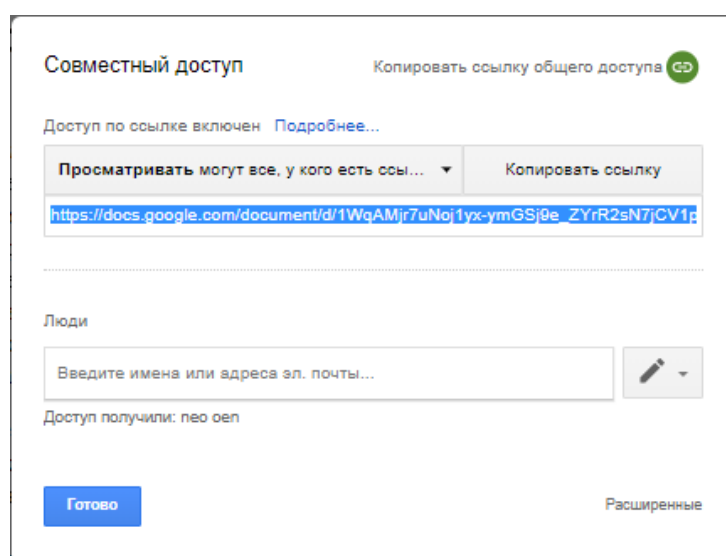 Совместный доступ
Копировать ссылку общего доступа
Доступ по ссылке включен Подробнее...
Просматривать могут все, у кого есть ссы... Копировать ссылку
https://docs.google.com/document/d/1WqAMjr7uNoj1yx-ymGSj9e_ZYrR2sN7jCV1p
Люди
Введите имена или адреса эл. почты...
Доступ получили: neo oen
Готово
Расширенные